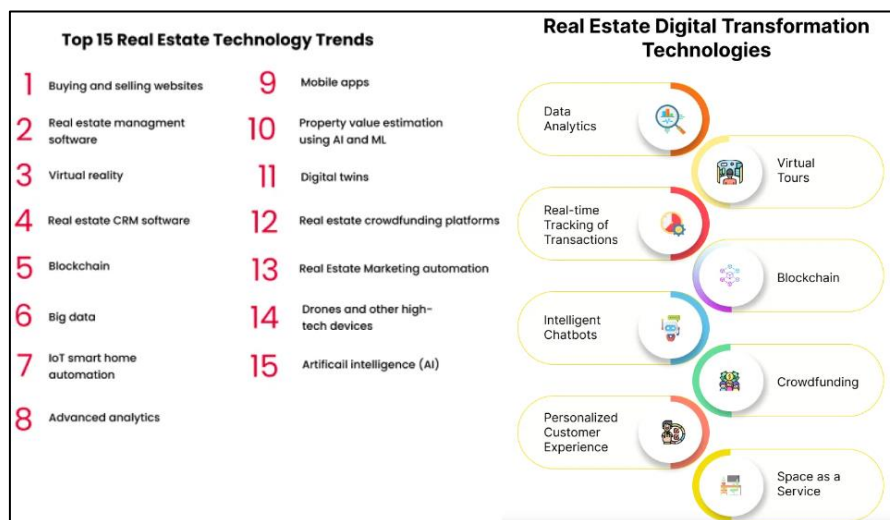 Top 15 Real Estate Technology Trends
1 Buying and selling websites
2 Real estate managment
software
3 Virtual reality
4 Real estate CRM software
5 Blockchain
6 Big data
7 IoT smart home
automation
8 Advanced analytics
9 Mobile apps
10 Property value estimation
using AI and ML
11 Digital twins
12 Real estate crowdfunding platforms
13 Real Estate Marketing automation
14 Drones and other high-
tech devices
15 Artificail intelligence (AI)
Real Estate Digital Transformation
Technologies
Data
Analytics
Virtual
Tours
Real-time
Tracking of
Transactions
Blockchain
Intelligent
Chatbots
Crowdfunding
Personalized
Customer
Experience
Space as a
Service